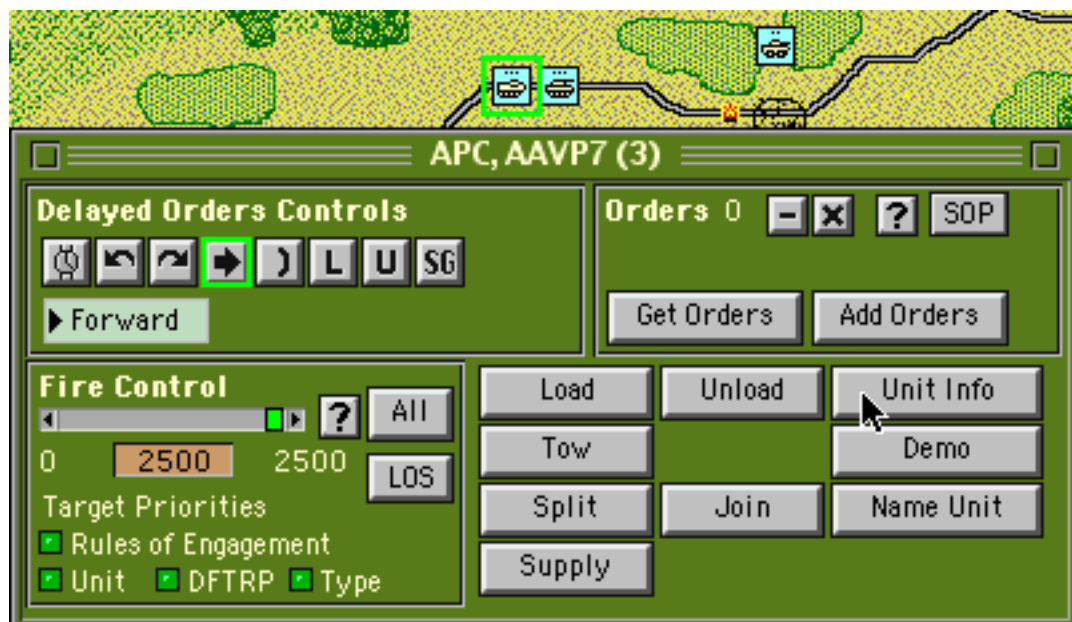 APC, AAVP7 (3)
Delayed Orders Controls
L U SG
Forward
Orders 0 - x ? SOP
Get Orders Add Orders
Fire Control
? All
0 2500 2500
LOS
Target Priorities
Rules of Engagement
Unit DFTRP Type
Load Unload Unit Info
Tow Demo
Split Join Name Unit
Supply